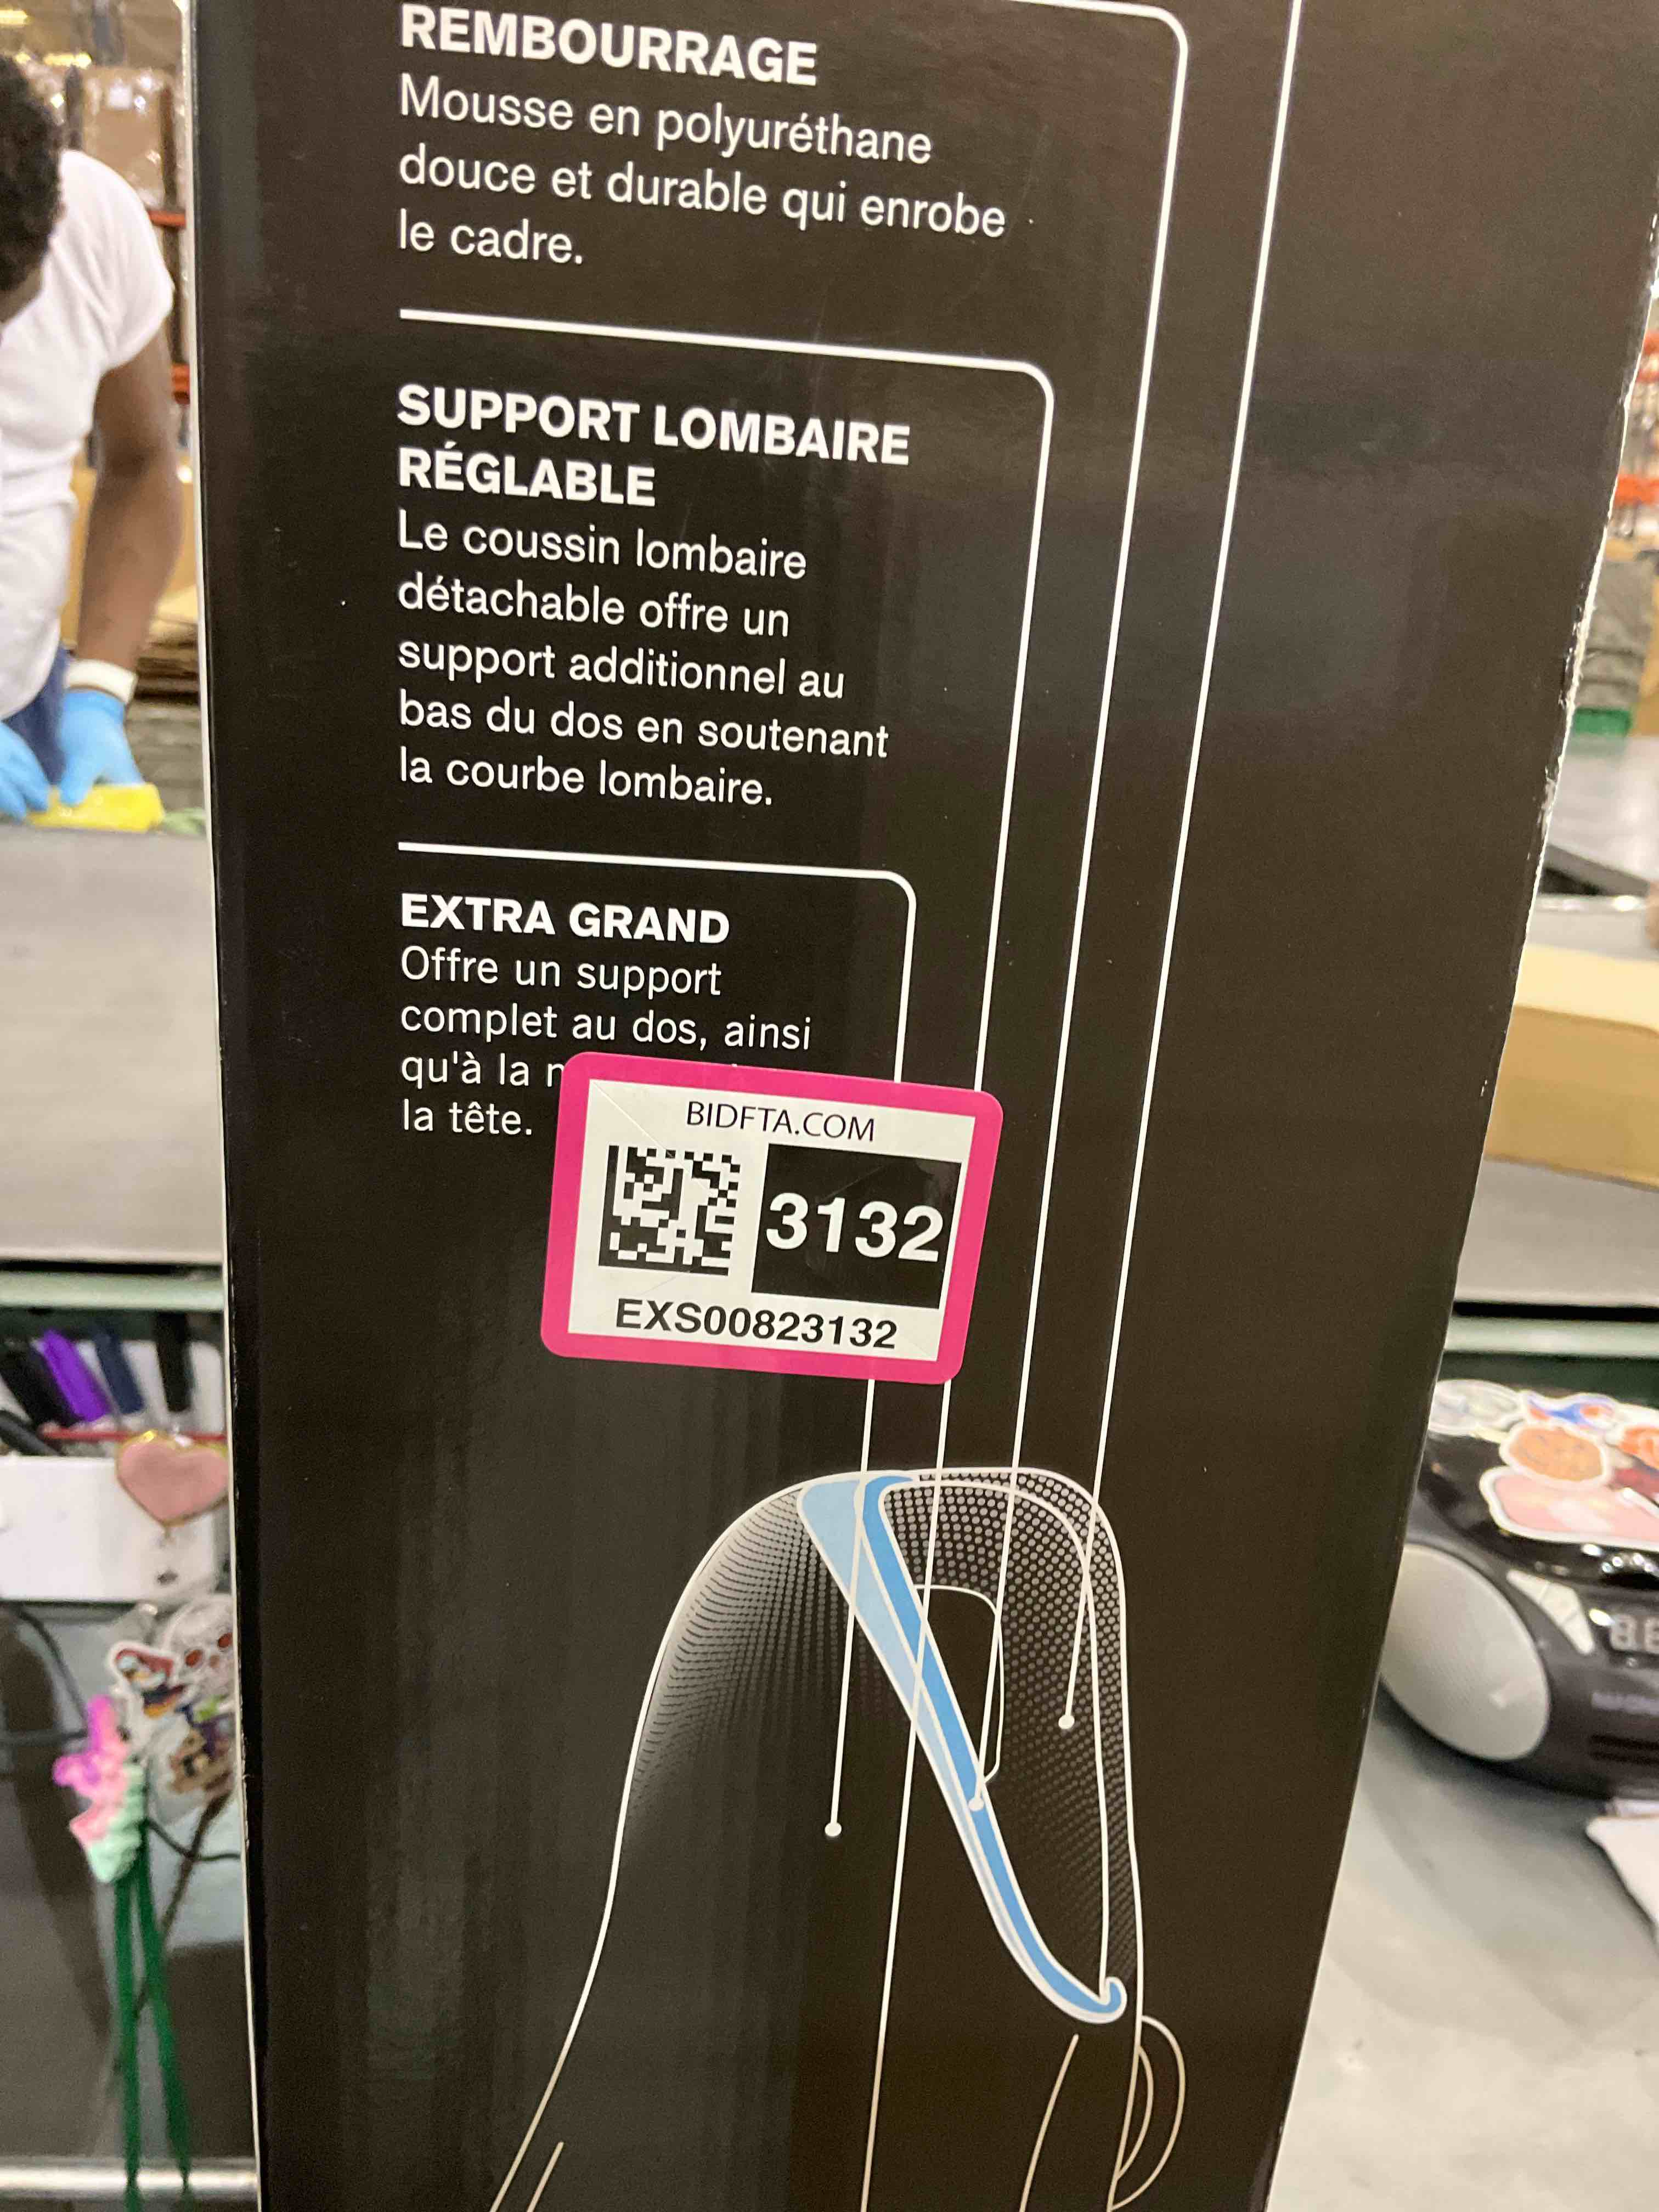 REMBOURRAGE
Mousse en polyuréthane
douce et durable qui enrobe
le cadre.
SUPPORT LOMBAIRE
RÉGLABLE
Le coussin lombaire
détachable offre un
support additionnel au
bas du dos en soutenant
la courbe lombaire.
EXTRA GRAND
Offre un support
complet au dos, ainsi
qu'à la
la tête.
BIDFTA.COM
3132
EXS00823132